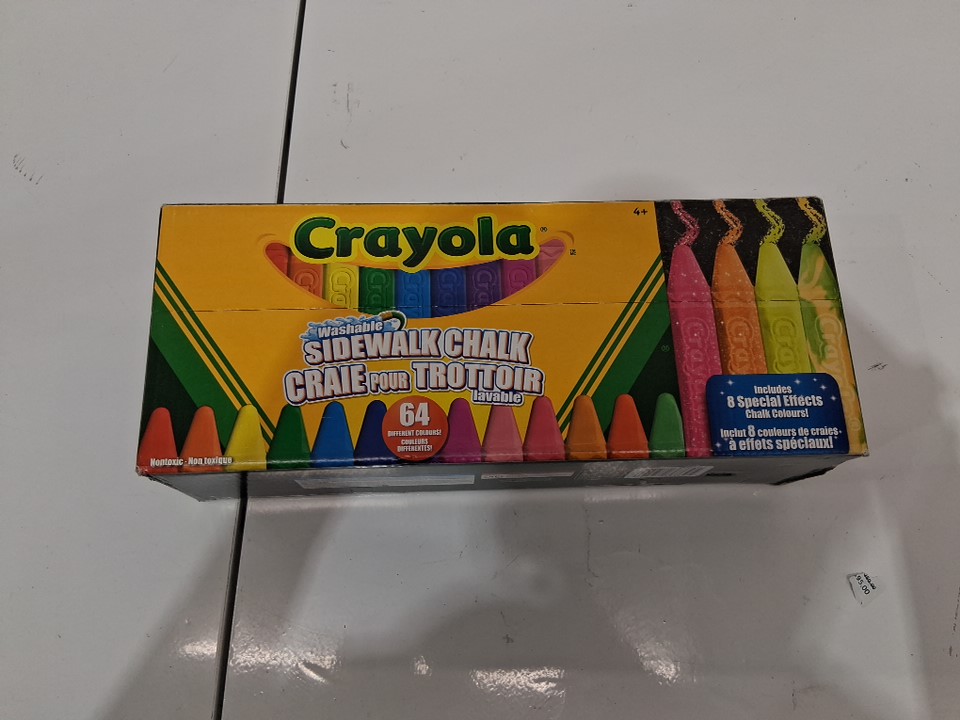 4+
Crayola®
Washable
SIDEWALK CHALK
CRAIE POUR TROTTOIR
lavable
64
DIFFERENT COLOURS!
COULEURS
DIFFÉRENTES!
Nontoxic • Non toxique
Includes
8 Special Effects
Chalk Colours!
Inclut 8 couleurs de craies
à effets spéciaux!